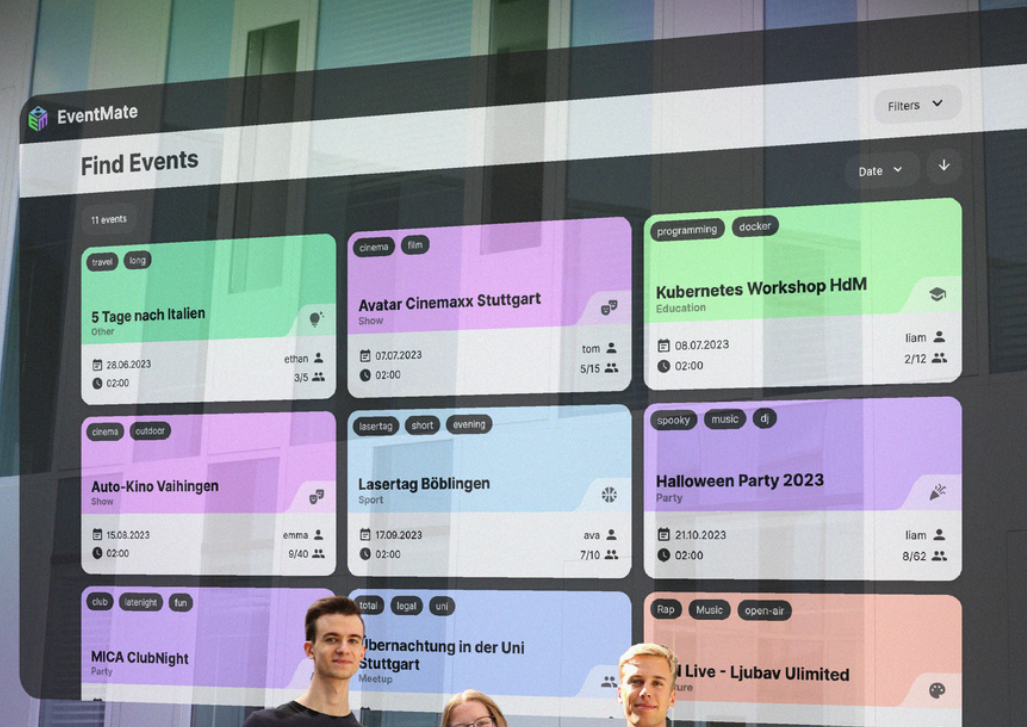 EventMate
Filters
Find Events
Date
11 events
travel long
5 Tage nach Italien
Other
28.06.2023
02:00
ethan
3/5
cinema film
Avatar Cinemaxx Stuttgart
Show
07.07.2023
02:00
tom
5/15
programming docker
Kubernetes Workshop HdM
Education
08.07.2023
02:00
liam
2/12
cinema outdoor
Auto-Kino Vaihingen
Show
15.08.2023
02:00
emma
9/40
lasertag short evening
Lasertag Böblingen
Sport
17.09.2023
02:00
ava
7/10
spooky music dj
Halloween Party 2023
Party
21.10.2023
02:00
liam
8/62
club latenight fun
MICA ClubNight
Party
total legal uni
Übernachtung in der Uni
Stuttgart
Meetup
Rap Music open-air
Live - Ljubav Ulimited